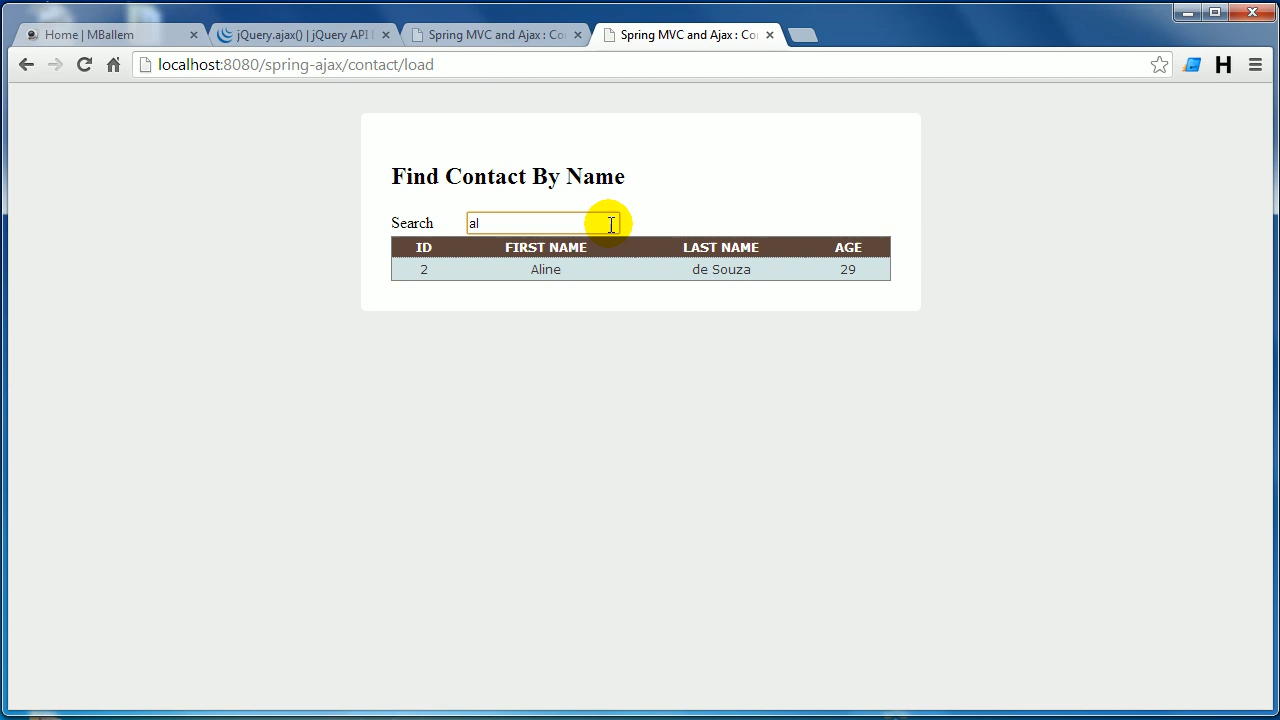 Home | MBallem
jQuery.ajax() | jQuery API
Spring MVC and Ajax : Co
Spring MVC and Ajax : Co
localhost:8080/spring-ajax/contact/load
H
Find Contact By Name
Search al
ID FIRST NAME LAST NAME AGE
2 Aline de Souza 29